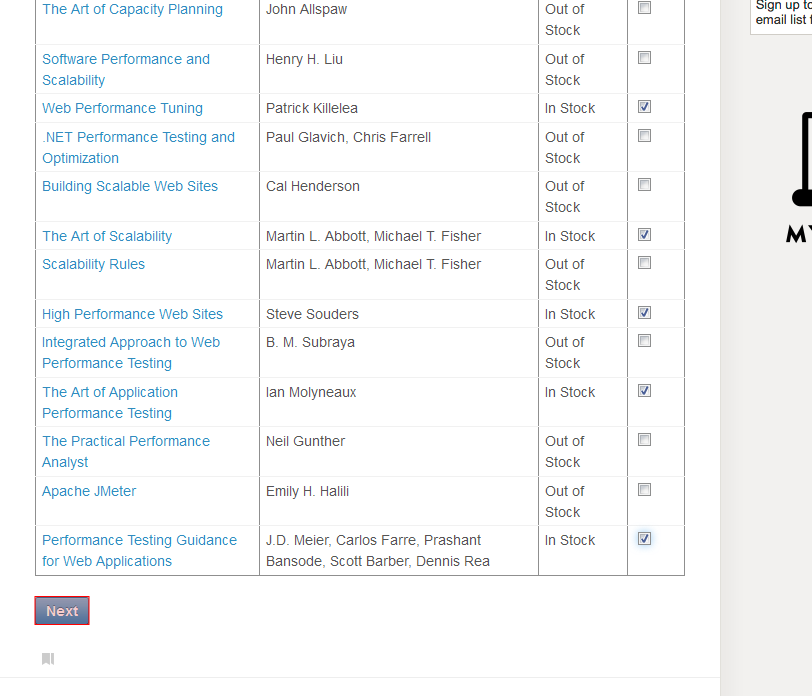 The Art of Capacity Planning John Allspaw Out of
Stock
Software Performance and Henry H. Liu Out of
Scalability Stock
Web Performance Tuning Patrick Killelea In Stock
.NET Performance Testing and Paul Glavich, Chris Farrell Out of
Optimization Stock
Building Scalable Web Sites Cal Henderson Out of
Stock
The Art of Scalability Martin L. Abbott, Michael T. Fisher In Stock
Scalability Rules Martin L. Abbott, Michael T. Fisher Out of
Stock
High Performance Web Sites Steve Souders In Stock
Integrated Approach to Web B. M. Subraya Out of
Performance Testing Stock
The Art of Application Ian Molyneaux In Stock
Performance Testing
The Practical Performance Neil Gunther Out of
Analyst Stock
Apache JMeter Emily H. Halili Out of
Stock
Performance Testing Guidance J.D. Meier, Carlos Farre, Prashant In Stock
for Web Applications Bansode, Scott Barber, Dennis Rea
Next
Sign up to
email list
MY